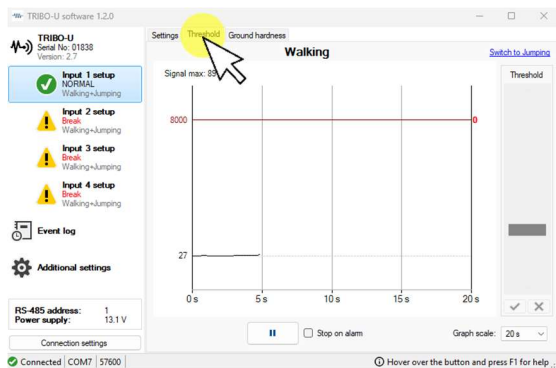 TRIBO-U software 1.2.0
TRIBO-U
Serial No: 01838
Version: 2.7
Input 1 setup
NORMAL
Walking+Jumping
Input 2 setup
Break
Walking+Jumping
Input 3 setup
Break
Walking+Jumping
Input 4 setup
Break
Walking+Jumping
Event log
Additional settings
RS-485 address: 1
Power supply: 13.1 V
Connection settings
Settings Threshold Ground hardness
Walking
Switch to Jumping
Signal max: 89
Threshold
8000
0
27
0 s 5 s 10 s 15 s 20 s
Stop on alarm
Graph scale: 20 s
Connected COM7 57600
Hover over the button and press F1 for help